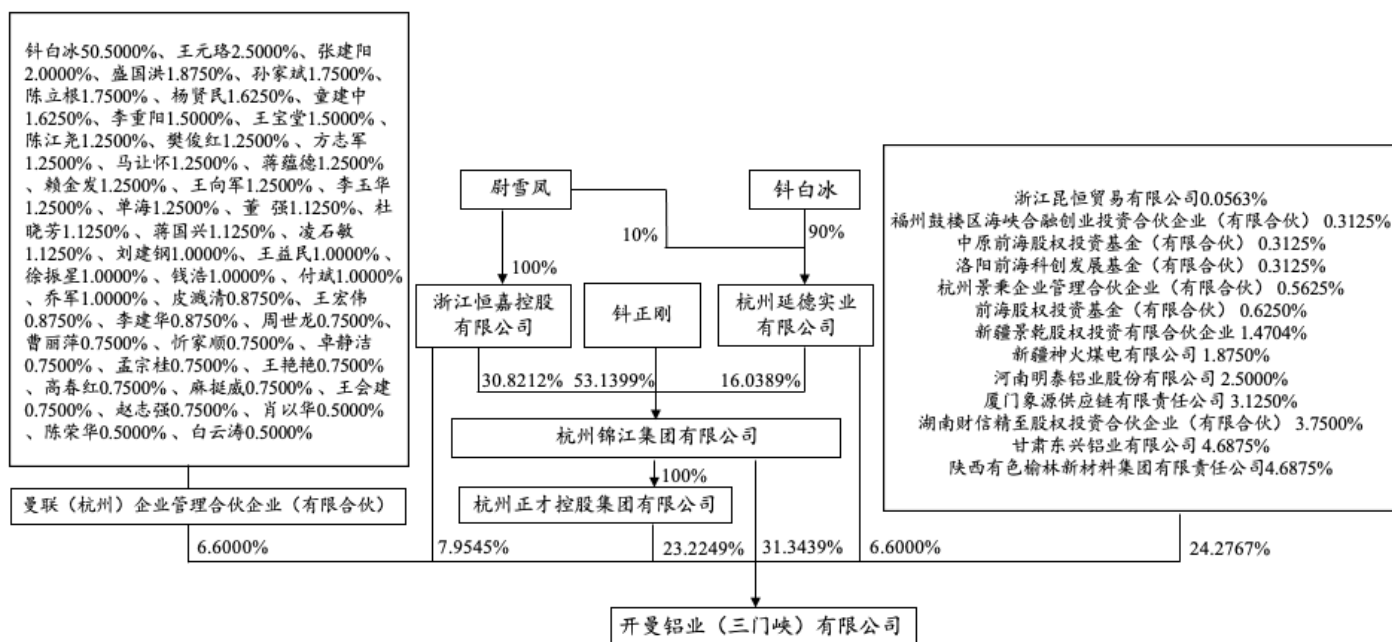 钭白冰50.5000%、王元珞2.5000%、张建阳
2.0000%、盛国洪1.8750%、孙家斌1.7500%、
陈立根1.7500%、杨贤民1.6250%、童建中
1.6250%、李重阳1.5000%、王宝堂1.5000%、
陈江尧1.2500%、樊俊红1.2500%、方志军
1.2500%、马让怀1.2500%、蒋蕴德1.2500%
、赖金发1.2500%、王向军1.2500%、李玉华
1.2500%、单海1.2500%、董 强1.1250%、杜
晓芳1.1250%、蒋国兴1.1250%、凌石敏
1.1250%、刘建钢1.0000%、王益民1.0000%、
徐振星1.0000%、钱浩1.0000%、付斌1.0000%
、乔军1.0000%、皮溅清0.8750%、王宏伟
0.8750%、李建华0.8750%、周世龙0.7500%、
曹丽萍0.7500%、忻家顺0.7500%、卓静洁
0.7500%、孟宗桂0.7500%、王艳艳0.7500%
、高春红0.7500%、麻挺威0.7500%、王会建
0.7500%、赵志强0.7500%、肖以华0.5000%
、陈荣华0.5000%、白云涛0.5000%
曼联（杭州）企业管理合伙企业（有限合伙）
尉雪凤
钭白冰
10%
90%
100%
浙江恒嘉控股
有限公司
钭正刚
杭州延德实业
有限公司
30.8212%
53.1399%
16.0389%
杭州锦江集团有限公司
100%
杭州正才控股集团有限公司
浙江昆恒贸易有限公司0.0563%
福州鼓楼区海峡合融创业投资合伙企业（有限合伙） 0.3125%
中原前海股权投资基金（有限合伙） 0.3125%
洛阳前海科创发展基金（有限合伙） 0.3125%
杭州景秉企业管理合伙企业（有限合伙）0.5625%
前海股权投资基金（有限合伙） 0.6250%
新疆景乾股权投资有限合伙企业 1.4704%
新疆神火煤电有限公司 1.8750%
河南明泰铝业股份有限公司 2.5000%
厦门象源供应链有限责任公司 3.1250%
湖南财信精至股权投资合伙企业（有限合伙） 3.7500%
甘肃东兴铝业有限公司 4.6875%
陕西有色榆林新材料集团有限责任公司4.6875%
6.6000%
7.9545%
23.2249%
31.3439%
6.6000%
24.2767%
开曼铝业（三门峡）有限公司